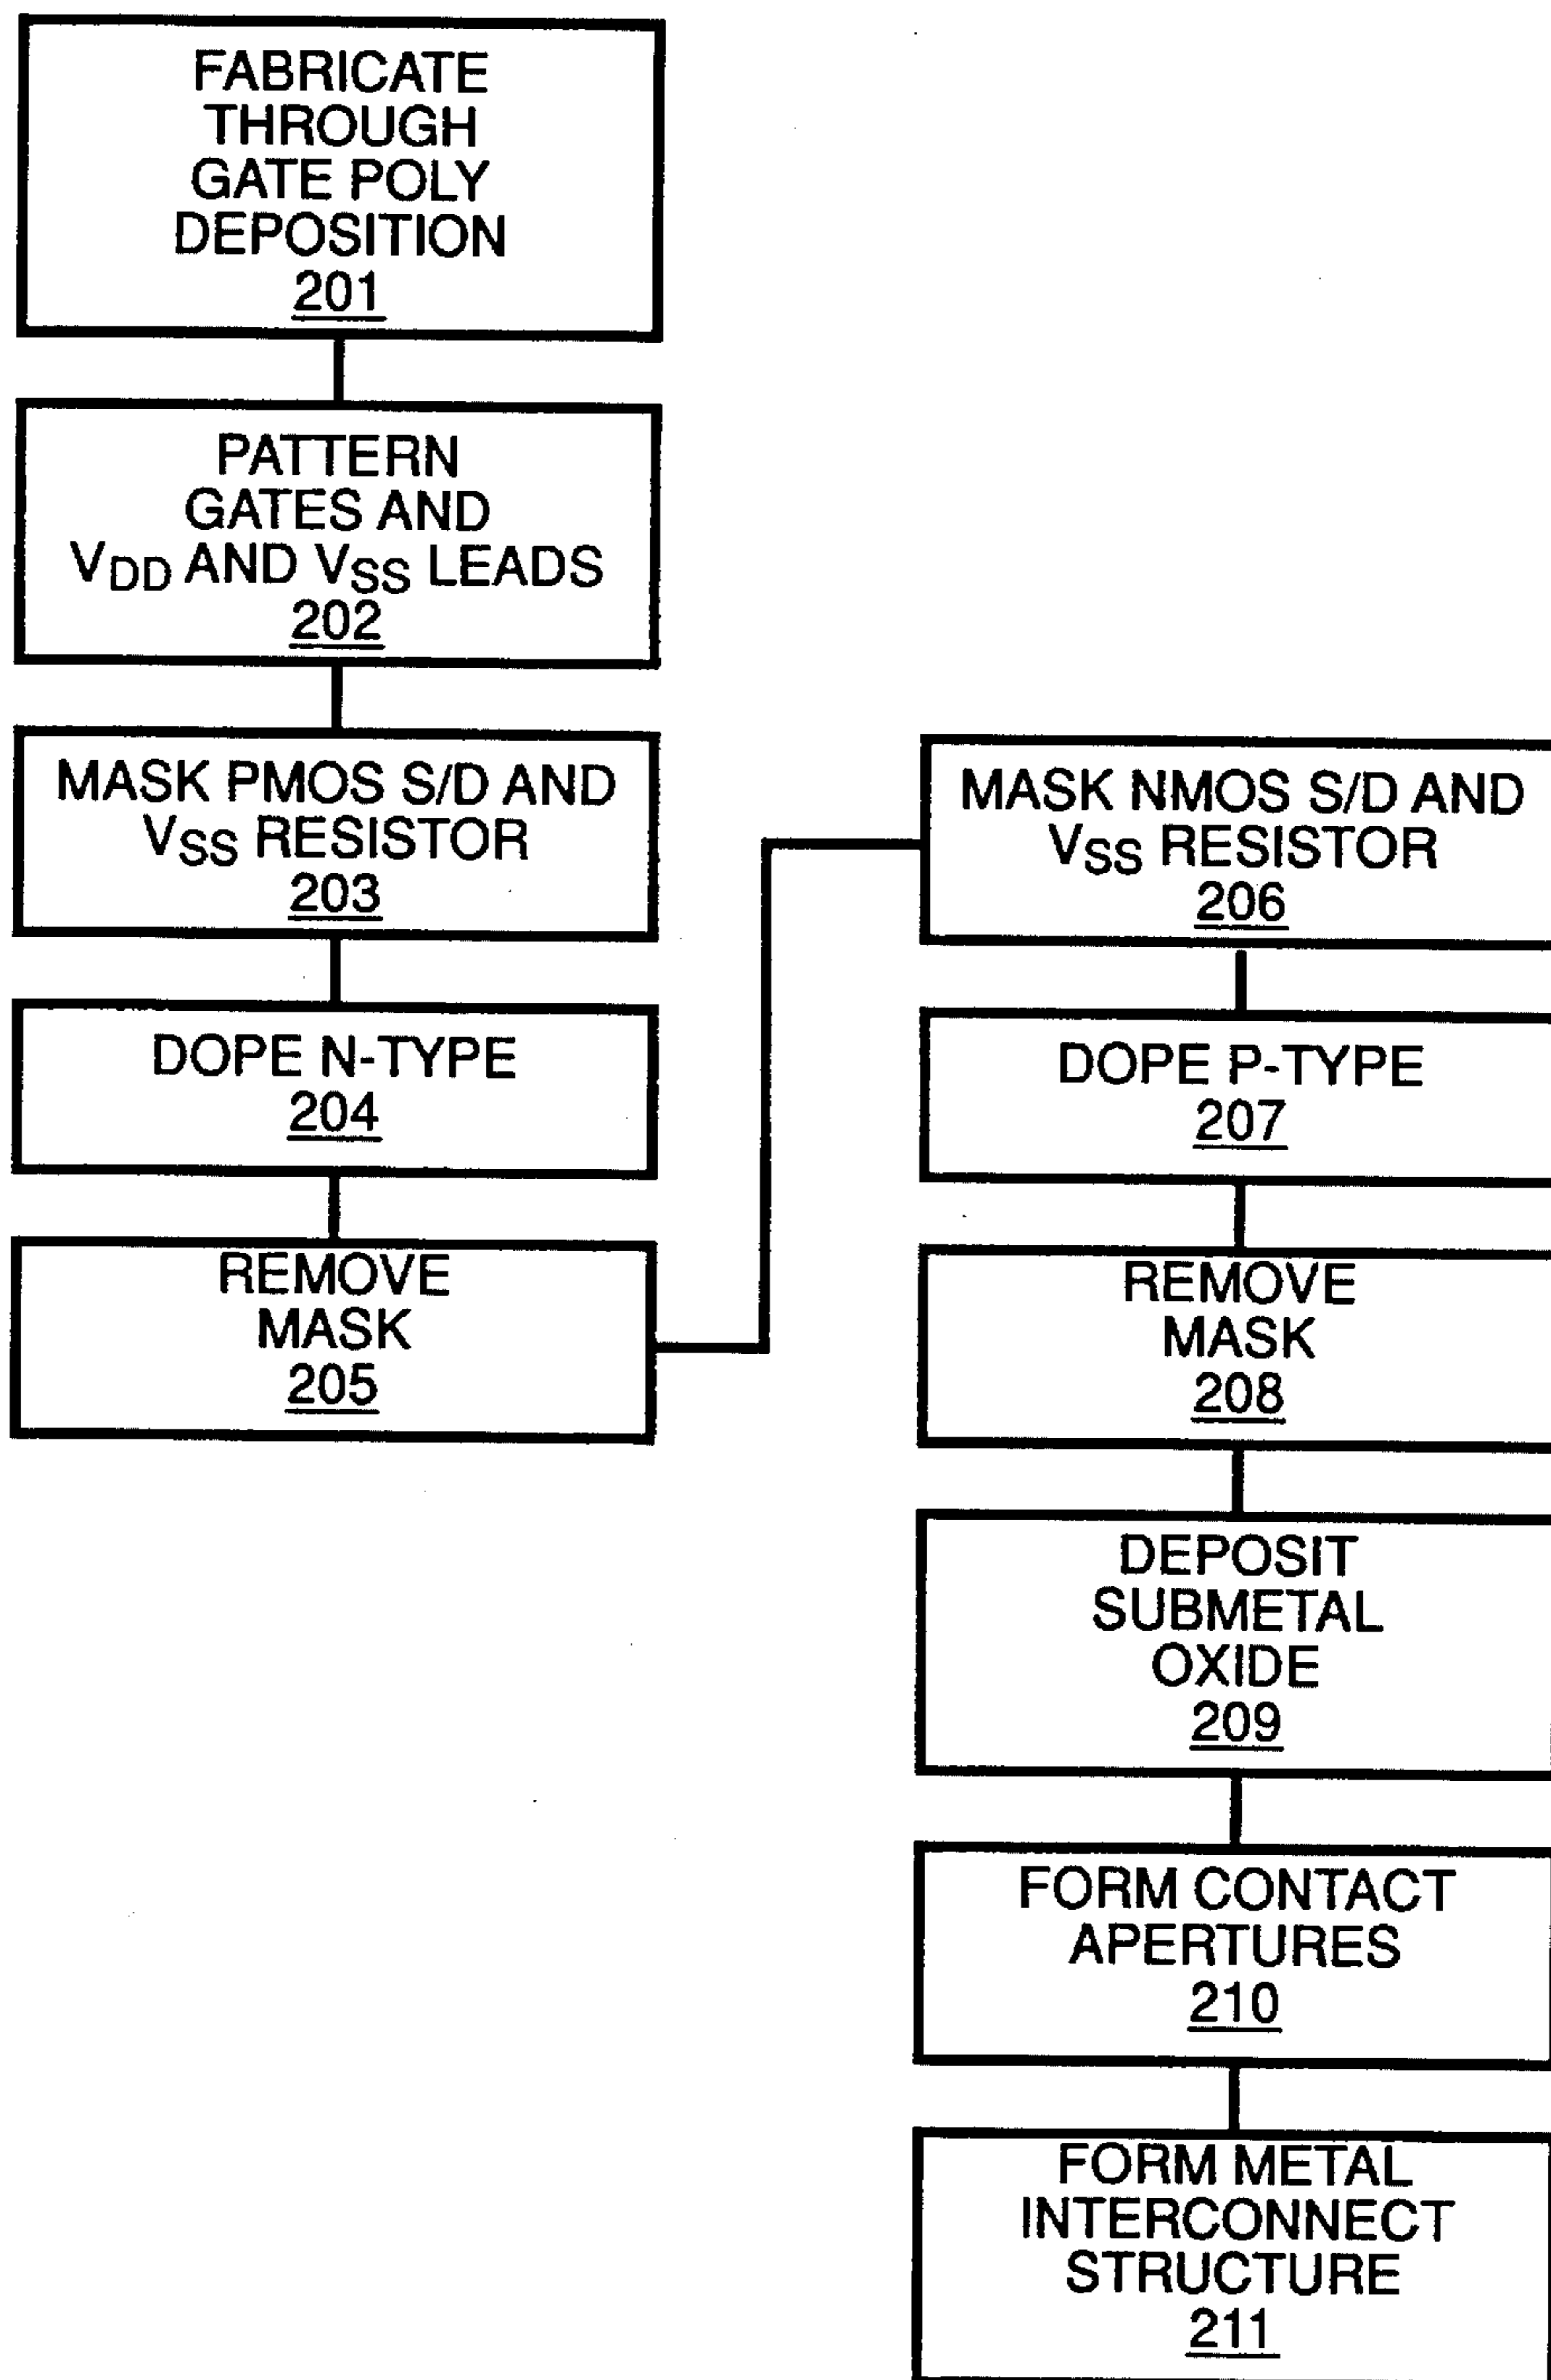 FABRICATE
THROUGH
GATE POLY
DEPOSITION
201
PATTERN
GATES AND
VDD AND VSS LEADS
202
MASK PMOS S/D AND
VSS RESISTOR
203
DOPE N-TYPE
204
REMOVE
MASK
205
MASK NMOS S/D AND
VSS RESISTOR
206
DOPE P-TYPE
207
REMOVE
MASK
208
DEPOSIT
SUBMETAL
OXIDE
209
FORM CONTACT
APERTURES
210
FORM METAL
INTERCONNECT
STRUCTURE
211